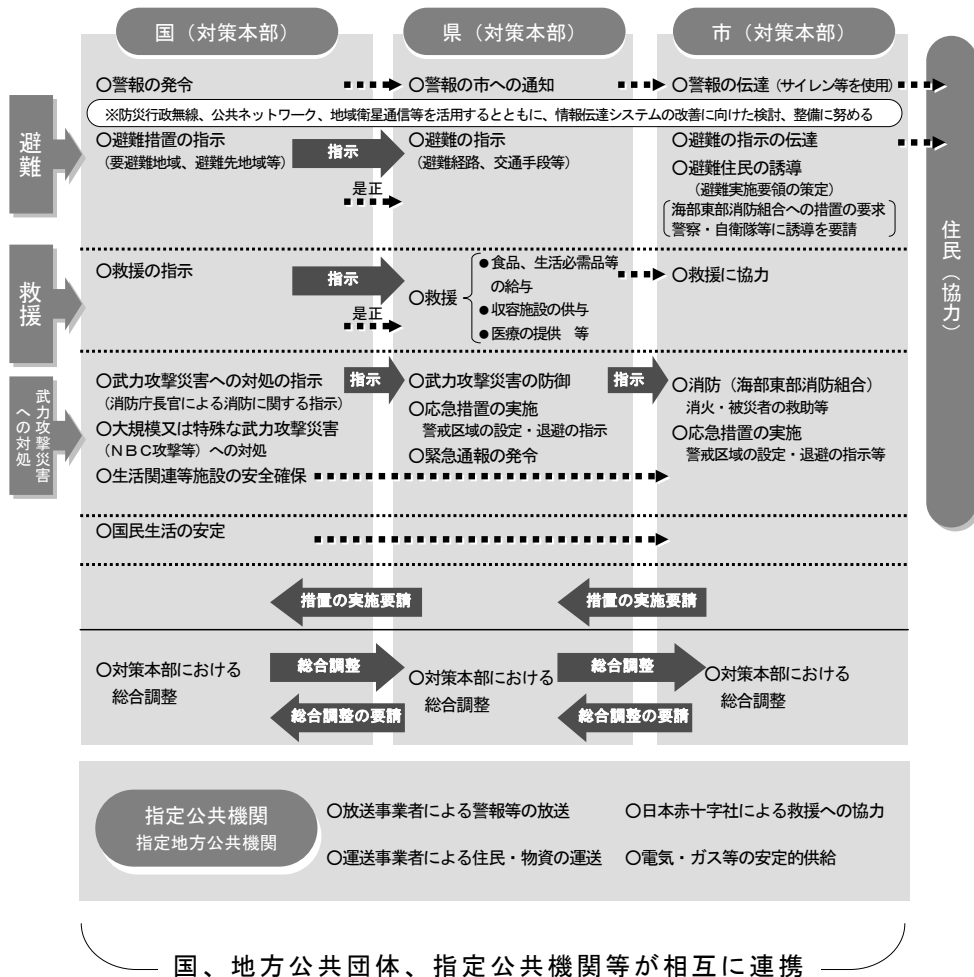 国（対策本部）
県（対策本部）
市（対策本部）
避難
〇警報の発令
〇警報の市への通知
〇警報の伝達（サイレン等を使用）
※防災行政無線、公共ネットワーク、地域衛星通信等を活用するとともに、情報伝達システムの改善に向けた検討、整備に努める
〇避難措置の指示
（要避難地域、避難先地域等）
指示
是正
〇避難の指示
（避難経路、交通手段等）
〇避難の指示の伝達
〇避難住民の誘導
（避難実施要領の策定）
海部東部消防組合への措置の要求
警察・自衛隊等に誘導を要請
住民（協力）
救援
〇救援の指示
指示
是正
〇救援
●食品、生活必需品等
の給与
●収容施設の供与
●医療の提供　等
〇救援に協力
武力攻撃災害
への対処
〇武力攻撃災害への対処の指示
（消防庁長官による消防に関する指示）
〇大規模又は特殊な武力攻撃災害
（ＮＢＣ攻撃等）への対処
〇生活関連等施設の安全確保
指示
〇武力攻撃災害の防御
〇応急措置の実施
警戒区域の設定・退避の指示
〇緊急通報の発令
指示
〇消防（海部東部消防組合）
消火・被災者の救助等
〇応急措置の実施
警戒区域の設定・退避の指示等
〇国民生活の安定
措置の実施要請
措置の実施要請
〇対策本部における
総合調整
総合調整
総合調整の要請
〇対策本部における
総合調整
総合調整
総合調整の要請
〇対策本部における
総合調整
指定公共機関
指定地方公共機関
〇放送事業者による警報等の放送
〇日本赤十字社による救援への協力
〇運送事業者による住民・物資の運送
〇電気・ガス等の安定的供給
国、地方公共団体、指定公共機関等が相互に連携